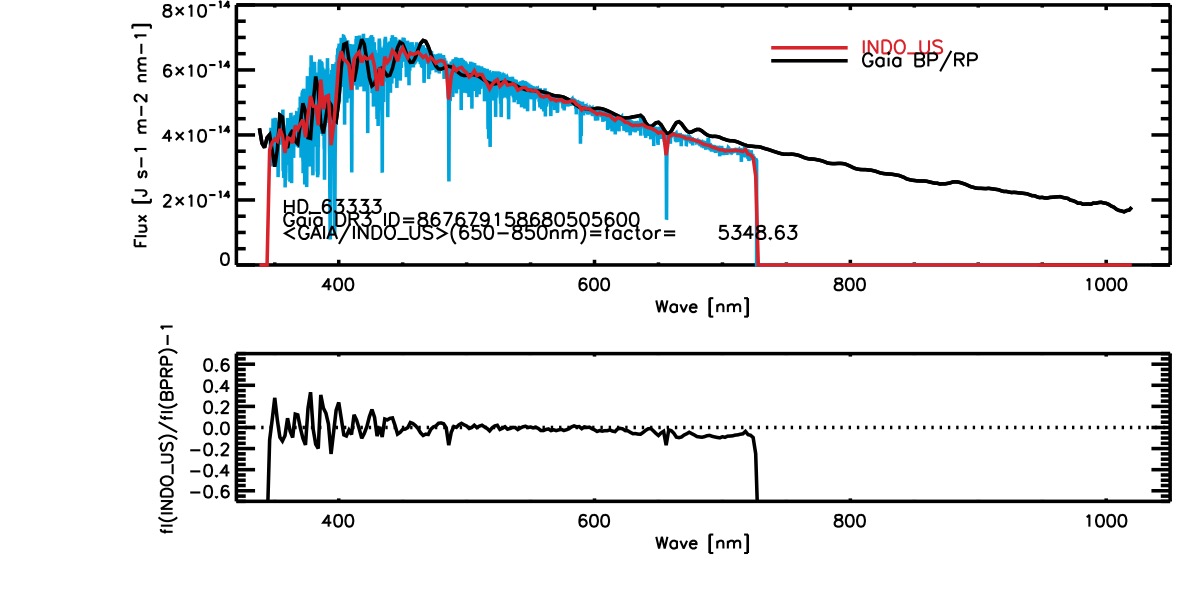 8×10−14
6×10−14
4×10−14
2×10−14
0
Flux [J s−1 m−2 nm−1]
INDO_US
Gaia BP/RP
HD_63333
Gaia DR3 ID=867679158680505600
<GAIA/INDO_US>(650−850nm)=factor= 5348.63
400 600 800 1000
Wave [nm]
fl(INDO_US)/fl(BPRP)−1
0.6
0.4
0.2
0.0
−0.2
−0.4
−0.6
400 600 800 1000
Wave [nm]